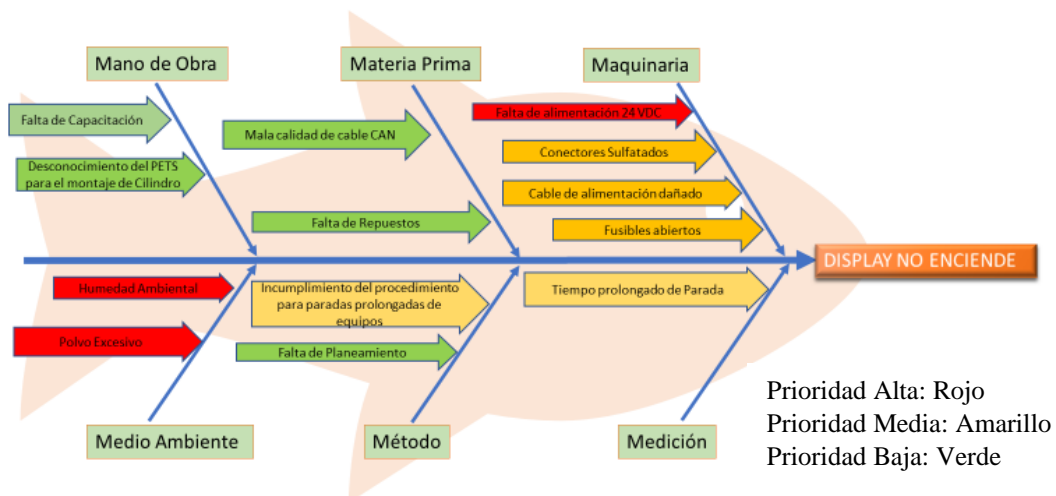 Mano de Obra
Materia Prima
Maquinaria
Falta de Capacitación
Desconocimiento del PETS
para el montaje de Cilindro
Mala calidad de cable CAN
Falta de Repuestos
Falta de alimentación 24 VDC
Conectores Sulfatados
Cable de alimentación dañado
Fusibles abiertos
DISPLAY NO ENCIENDE
Humedad Ambiental
Polvo Excesivo
Incumplimiento del procedimiento
para paradas prolongadas de
equipos
Falta de Planeamiento
Tiempo prolongado de Parada
Medio Ambiente
Método
Medición
Prioridad Alta: Rojo
Prioridad Media: Amarillo
Prioridad Baja: Verde